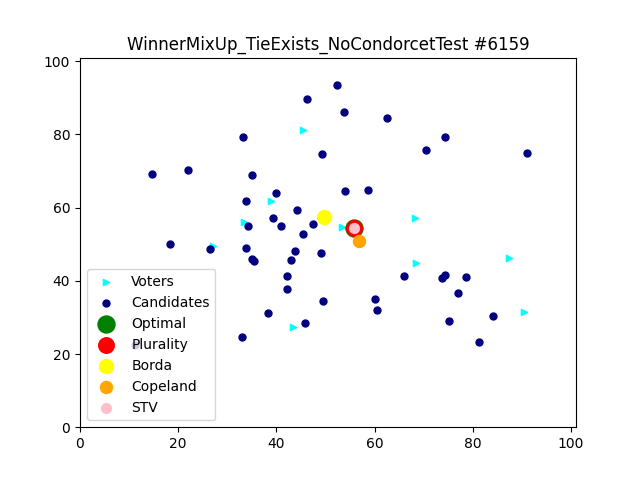 WinnerMixUp_TieExists_NoCondorcetTest #6159
100
80
60
40
20
0
Voters
Candidates
Optimal
Plurality
Borda
Copeland
STV
0 20 40 60 80 100